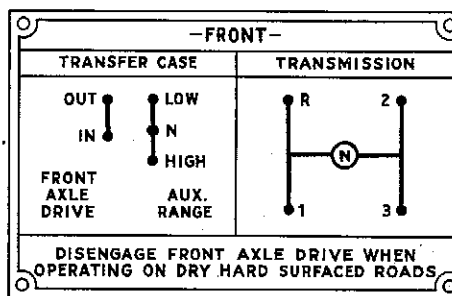 –FRONT–
TRANSFER CASE
OUT LOW
IN N
HIGH
FRONT AXLE DRIVE
AUX. RANGE
TRANSMISSION
R 2
N
1 3
DISENGAGE FRONT AXLE DRIVE WHEN
OPERATING ON DRY HARD SURFACED ROADS